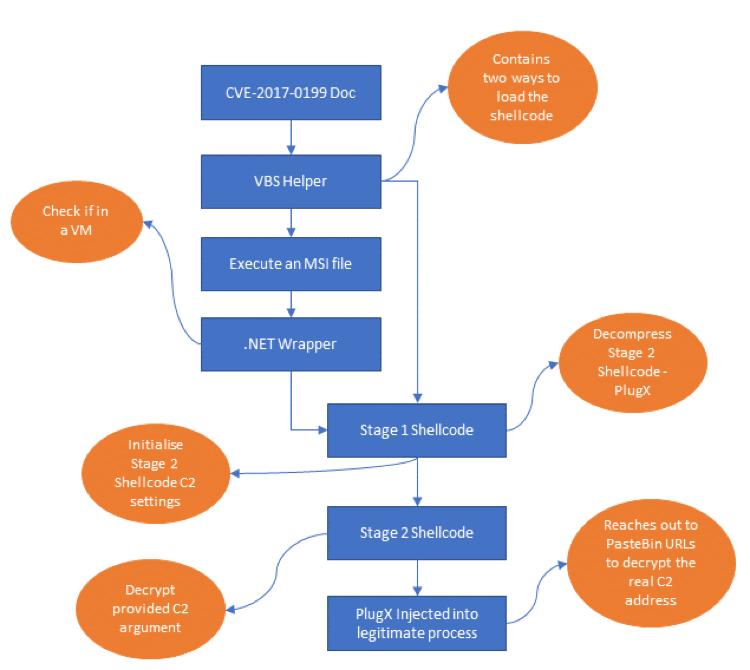 Contains
two ways to
load the
shellcode
CVE-2017-0199 Doc
VBS Helper
Check if in
a VM
Execute an MSI file
.NET Wrapper
Decompress
Stage 2
Shellcode -
PlugX
Stage 1 Shellcode
Initialise
Stage 2
Shellcode C2
settings
Stage 2 Shellcode
Reaches out to
PasteBin URLs
to decrypt the
real C2
address
Decrypt
provided C2
argument
PlugX Injected into
legitimate process